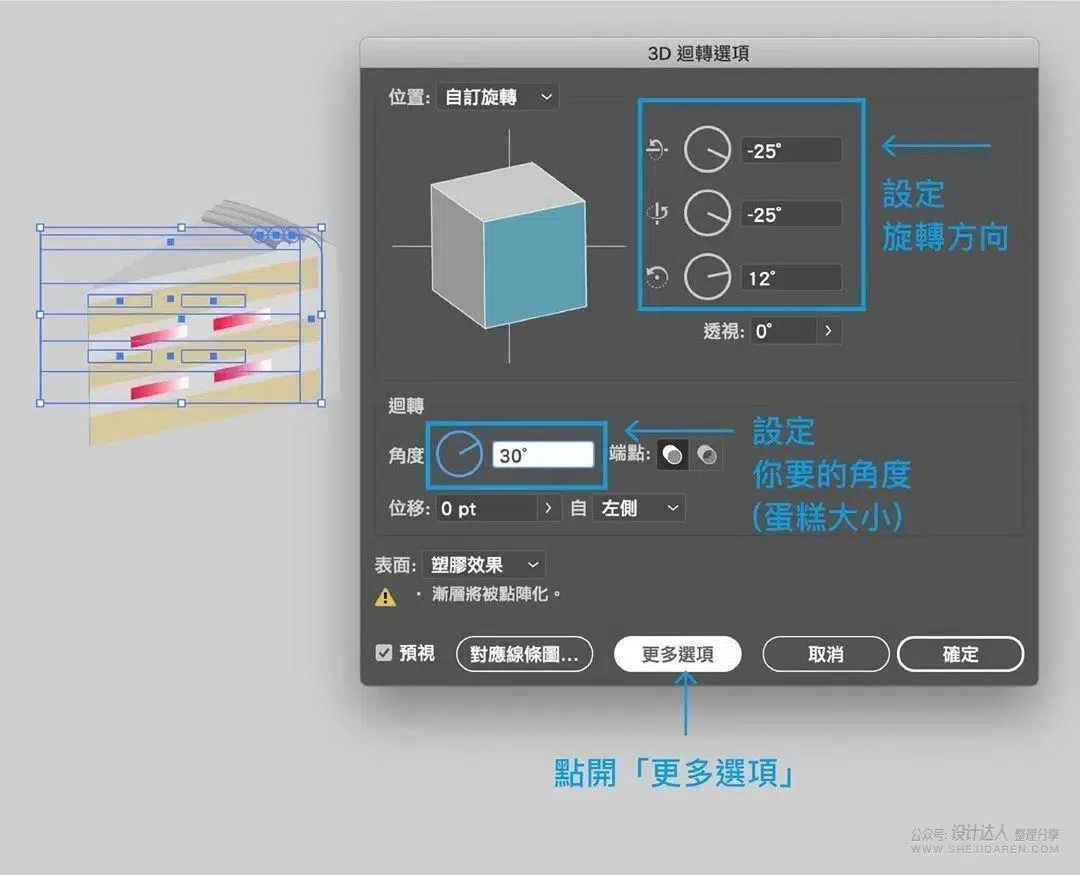 3D 迴轉選項
位置: 自訂旋轉
-25°
-25°
12°
設定
旋轉方向
透視: 0°
迴轉
角度 30° 端點:
設定
你要的角度
(蛋糕大小)
位移: 0 pt 自 左側
表面: 塑膠效果
· 漸層將被點陣化。
預視 對應線條圖... 更多選項 取消 確定
點開「更多選項」
公众号: 设计达人 整理分享
WWW.SHEJIDAREN.COM